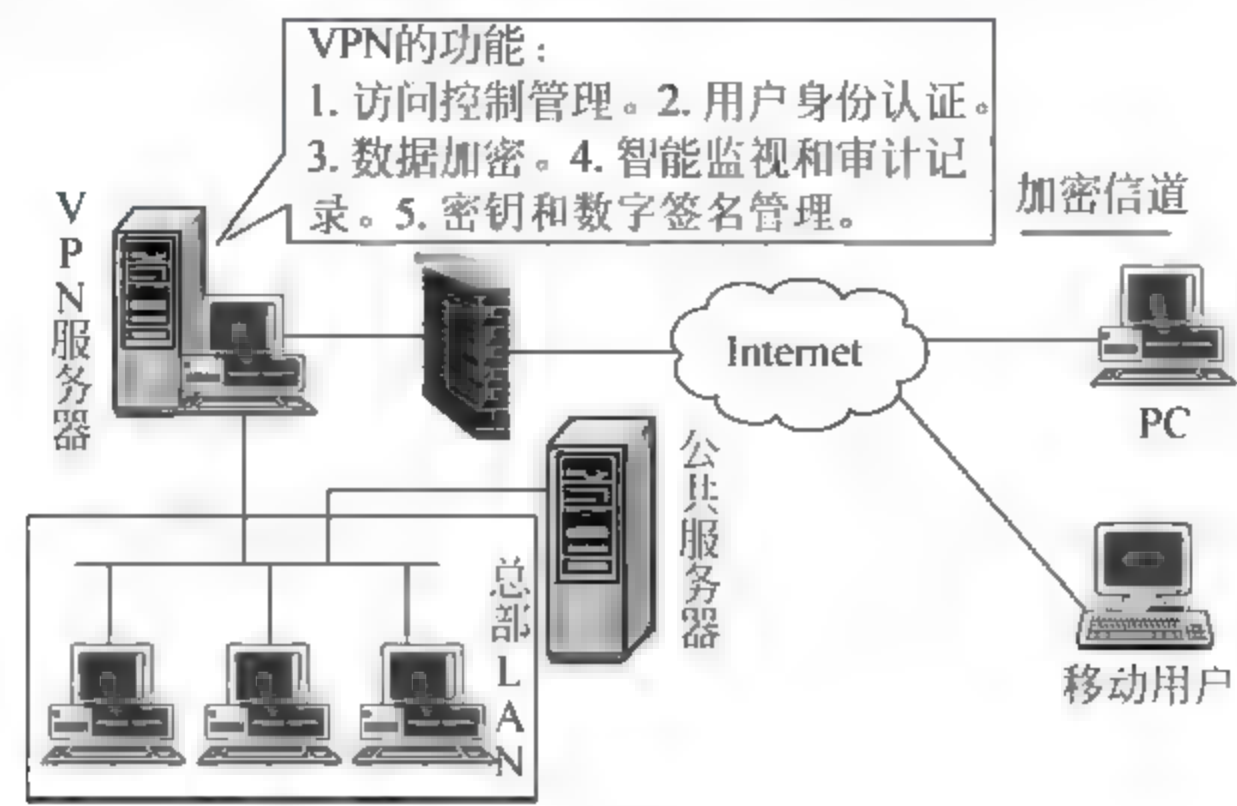 VPN的功能：
1. 访问控制管理。2. 用户身份认证。
3. 数据加密。4. 智能监视和审计记
录。5. 密钥和数字签名管理。
加密信道
VPN服务器
Internet
PC
公共服务器
总部LAN
移动用户